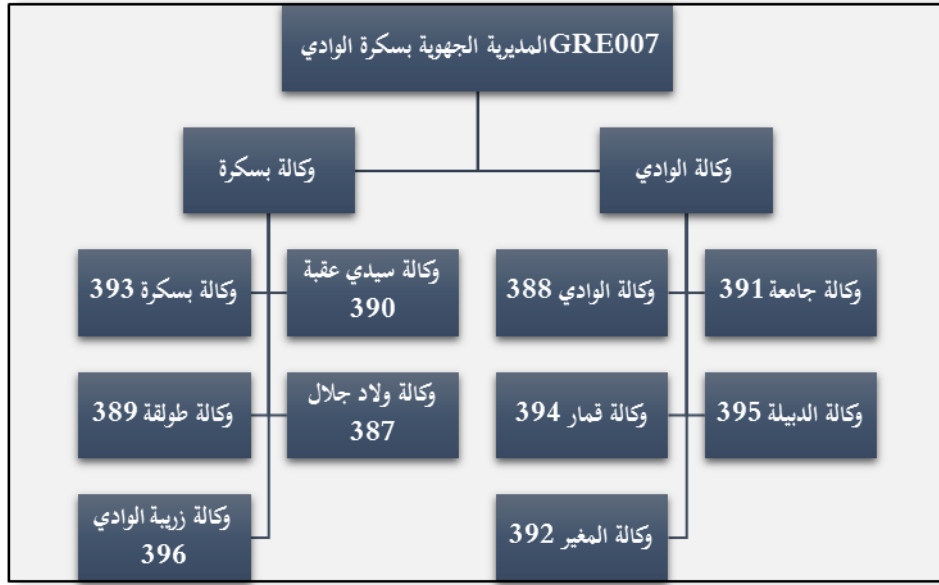 GRE007المديرية الجهوية بسكرة الوادي
وكالة الوادي
وكالة بسكرة
وكالة جامعة 391
وكالة الوادي 388
وكالة سيدي عقبة
390
وكالة بسكرة 393
وكالة الدبيلة 395
وكالة قمار 394
وكالة ولاد جلال
387
وكالة طولقة 389
وكالة المغير 392
وكالة زريبة الوادي
396